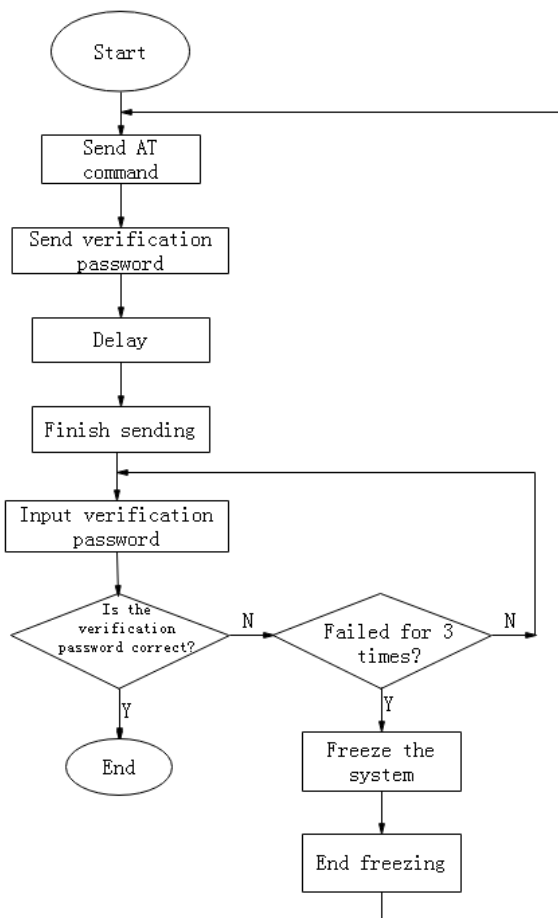 Start
Send AT
command
Send verification
password
Delay
Finish sending
Input verification
password
Is the
verification
password correct?
N
Failed for 3
times?
N
Y
Y
End
Freeze the
system
End freezing